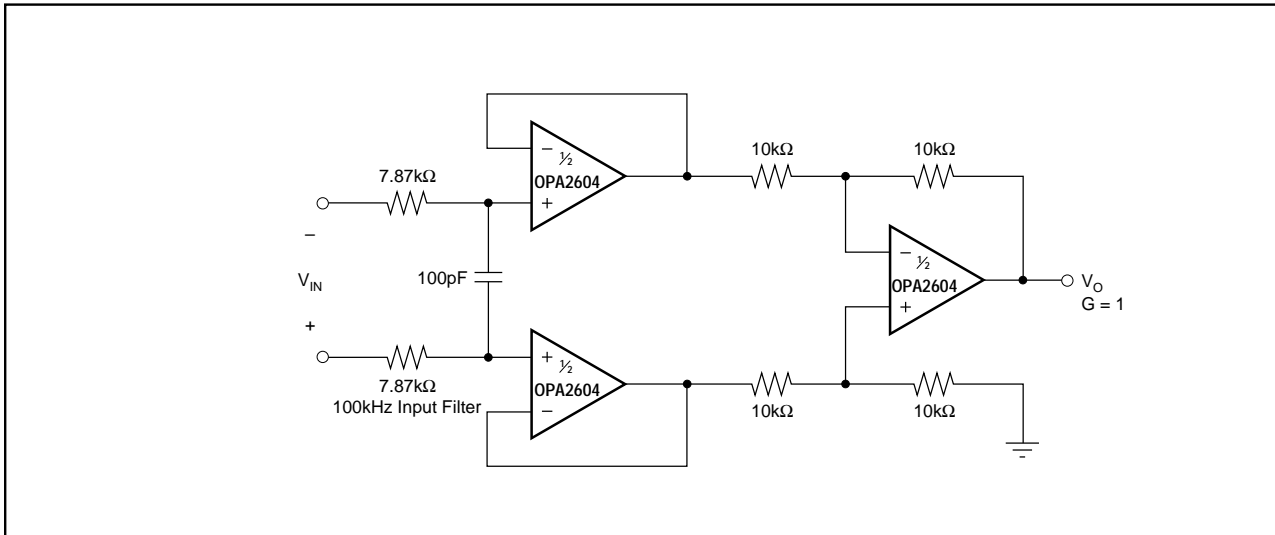 7.87kΩ
−
V_IN
+
7.87kΩ
100kHz Input Filter
100pF
−
½
OPA2604
+
+
½
OPA2604
−
10kΩ
10kΩ
−
½
OPA2604
+
10kΩ
10kΩ
V_O
G = 1